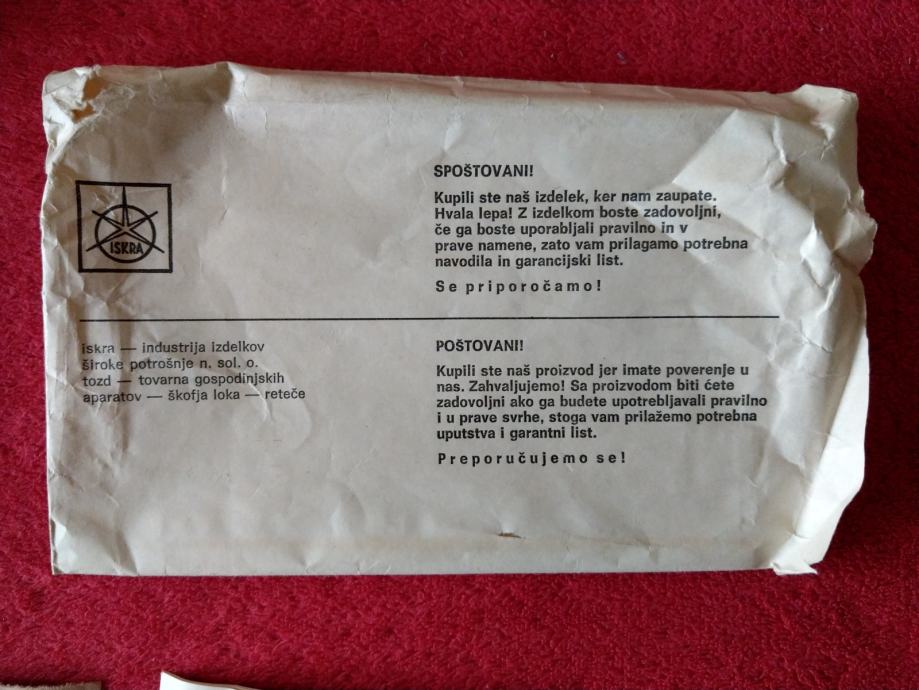 ISKRA
iskra — industrija izdelkov
široke potrošnje n. sol. o.
tozd — tovarna gospodinjskih
aparatov — škofja loka — reteče
SPOŠTOVANI!
Kupili ste naš izdelek, ker nam zaupate.
Hvala lepa! Z izdelkom boste zadovoljni,
če ga boste uporabljali pravilno in v
prave namene, zato vam prilagamo potrebna
navodila in garancijski list.
Se priporočamo!
POŠTOVANI!
Kupili ste naš proizvod jer imate poverenje u
nas. Zahvaljujemo! Sa proizvodom biti ćete
zadovoljni ako ga budete upotrebljavali pravilno
i u prave svrhe, stoga vam prilažemo potrebna
uputstva i garantni list.
Preporučujemo se!